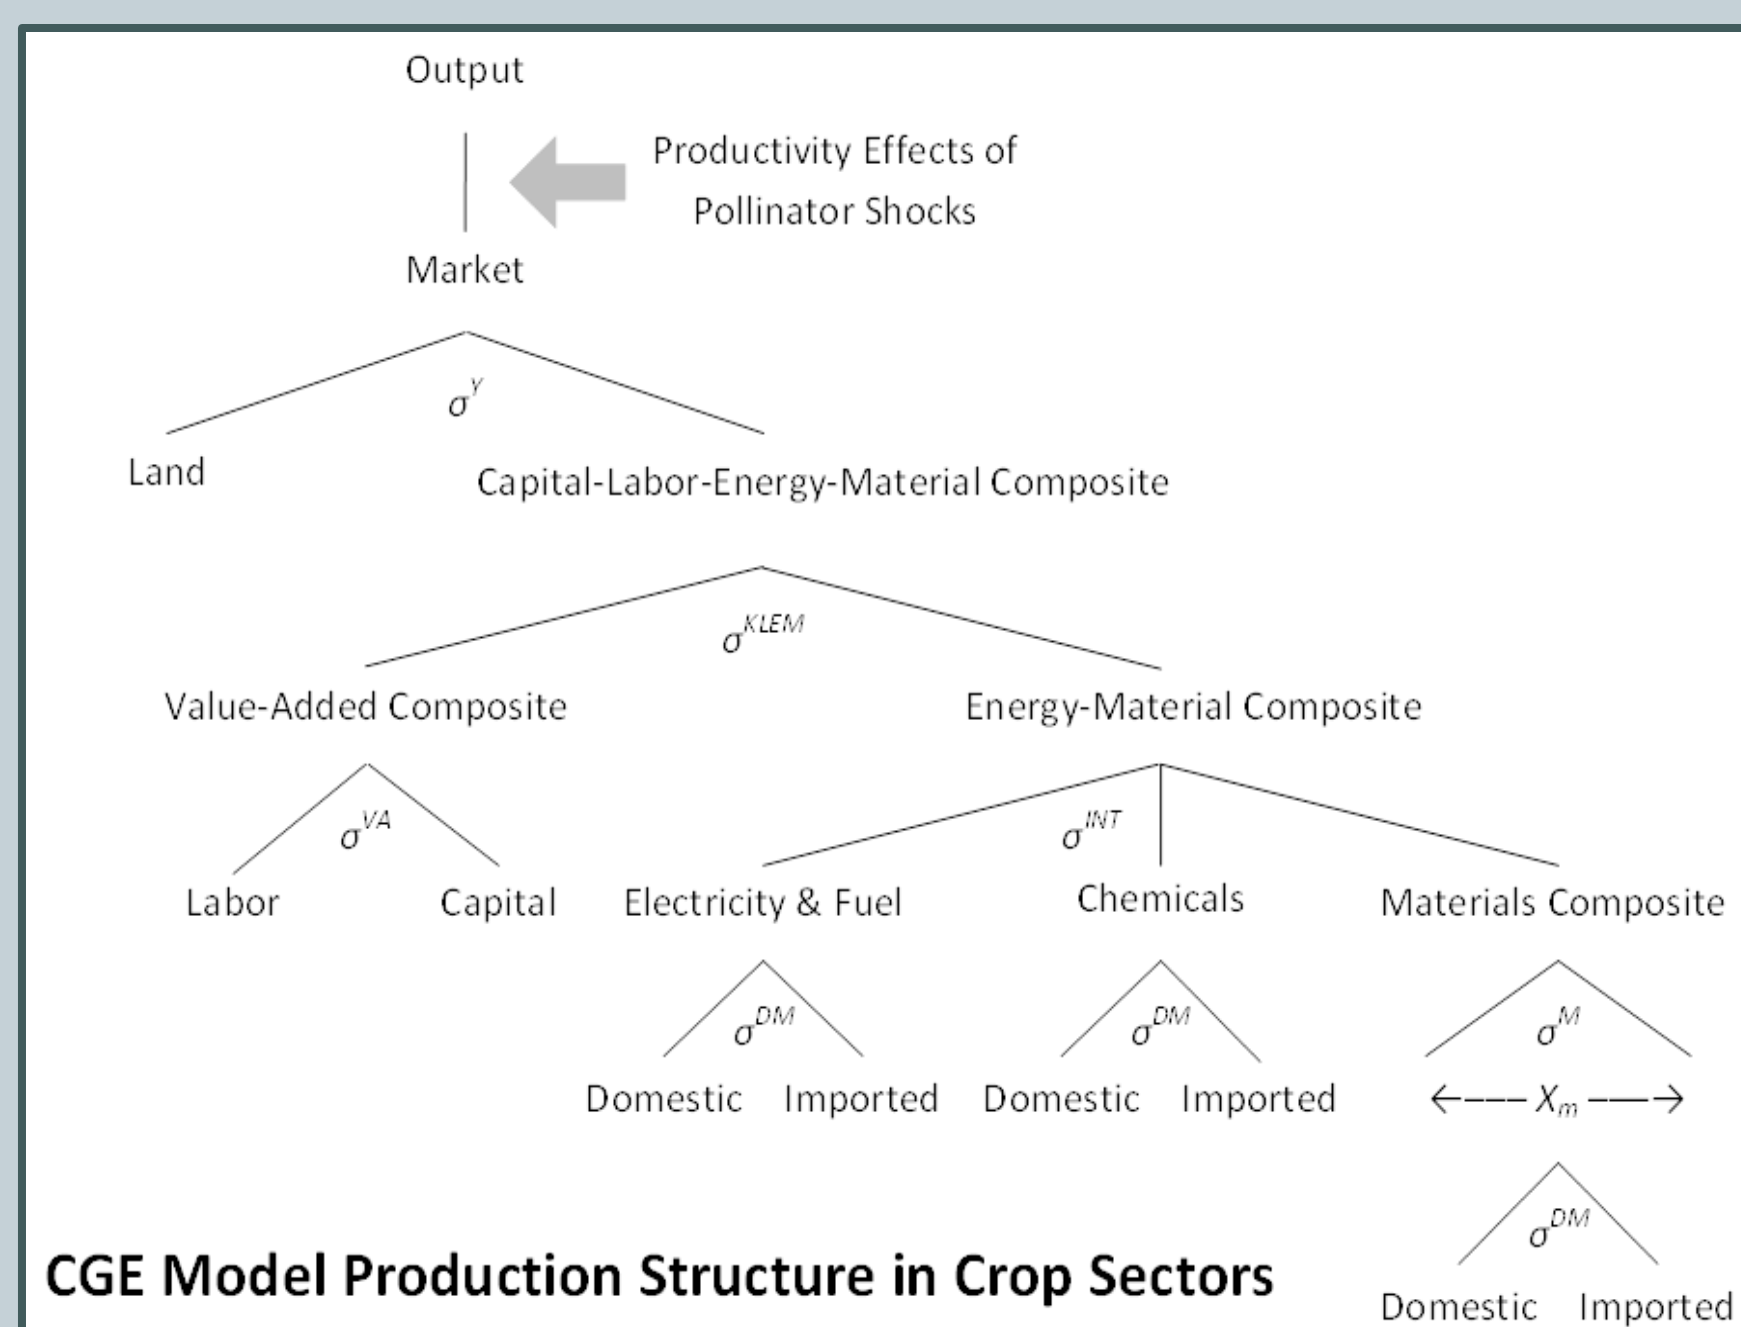 Output
Productivity Effects of
Pollinator Shocks
Market
σ^Y
Land
Capital-Labor-Energy-Material Composite
σ^KLEM
Value-Added Composite
Energy-Material Composite
σ^VA
σ^INT
Labor
Capital
Electricity & Fuel
Chemicals
Materials Composite
σ^DM
σ^DM
σ^M
Domestic
Imported
Domestic
Imported
←--- X_m ---→
σ^DM
CGE Model Production Structure in Crop Sectors
Domestic
Imported